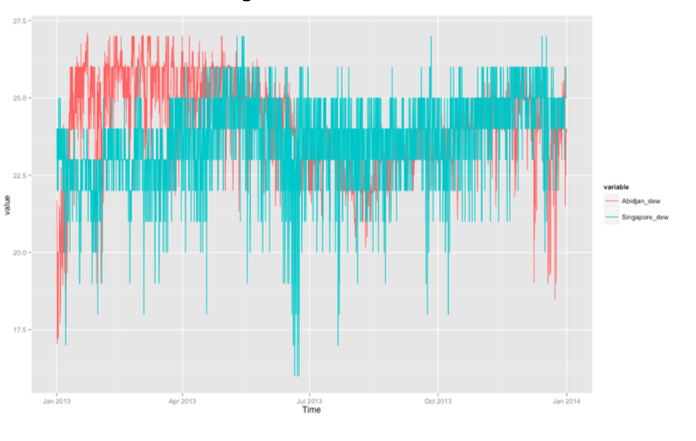 27.5
25.0
22.5
20.0
17.5
value
Jan 2013
Apr 2013
Jul 2013
Oct 2013
Jan 2014
Time
variable
Abidjan_dew
Singapore_dew